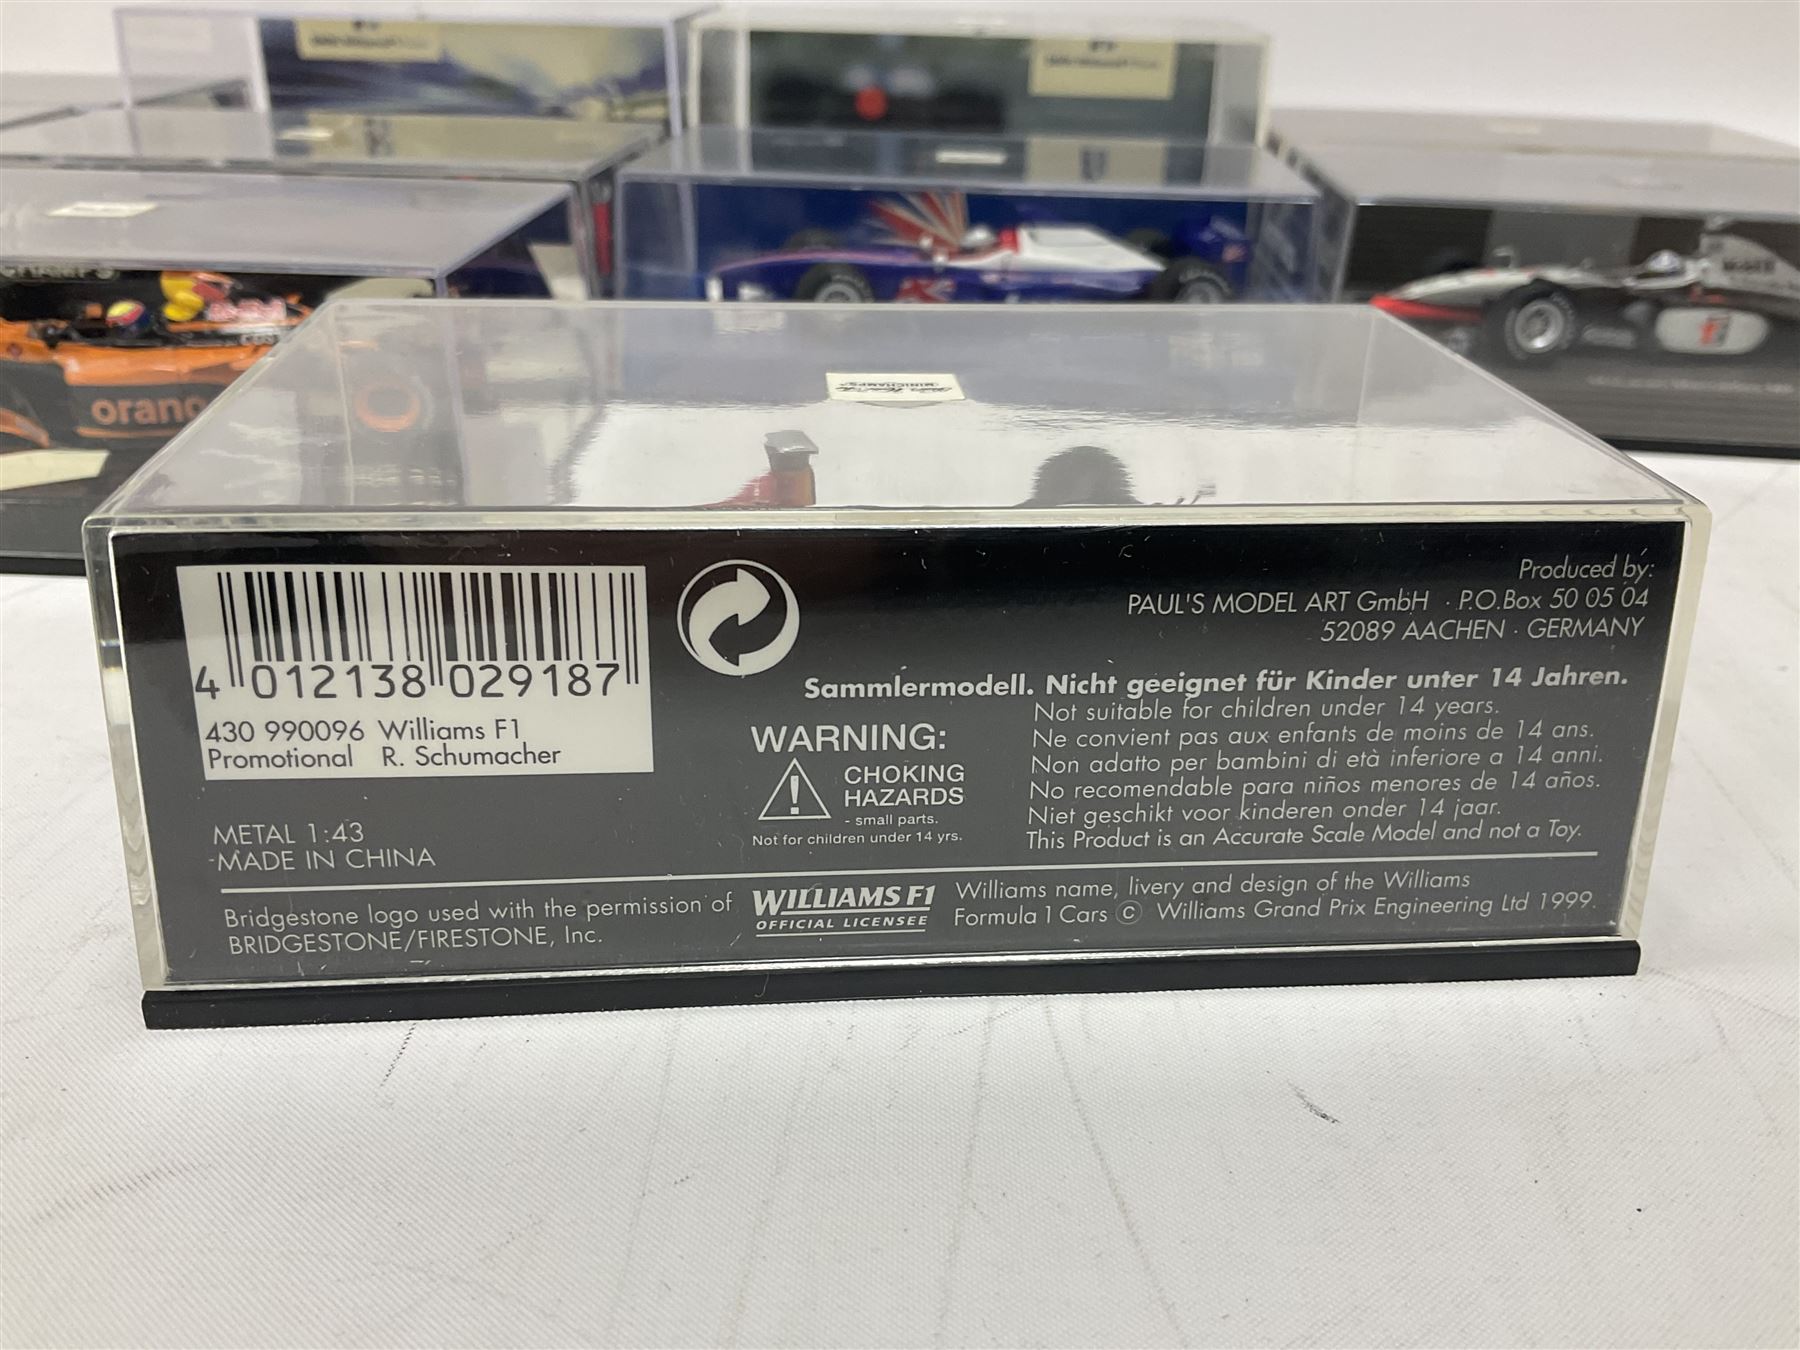 orang
MINICHAMPS
Produced by:
PAUL'S MODEL ART GmbH · P.O.Box 50 05 04
52089 AACHEN · GERMANY
4 012138 029187
430 990096 Williams F1
Promotional R. Schumacher
METAL 1:43
MADE IN CHINA
Sammlermodell. Nicht geeignet für Kinder unter 14 Jahren.
WARNING:
CHOKING
HAZARDS
- small parts.
Not for children under 14 yrs.
Not suitable for children under 14 years.
Ne convient pas aux enfants de moins de 14 ans.
Non adatto per bambini di età inferiore a 14 anni.
No recomendable para niños menores de 14 años.
Niet geschikt voor kinderen onder 14 jaar.
This Product is an Accurate Scale Model and not a Toy.
Bridgestone logo used with the permission of
BRIDGESTONE/FIRESTONE, Inc.
WILLIAMS F1
OFFICIAL LICENSEE
Williams name, livery and design of the Williams
Formula 1 Cars © Williams Grand Prix Engineering Ltd 1999.